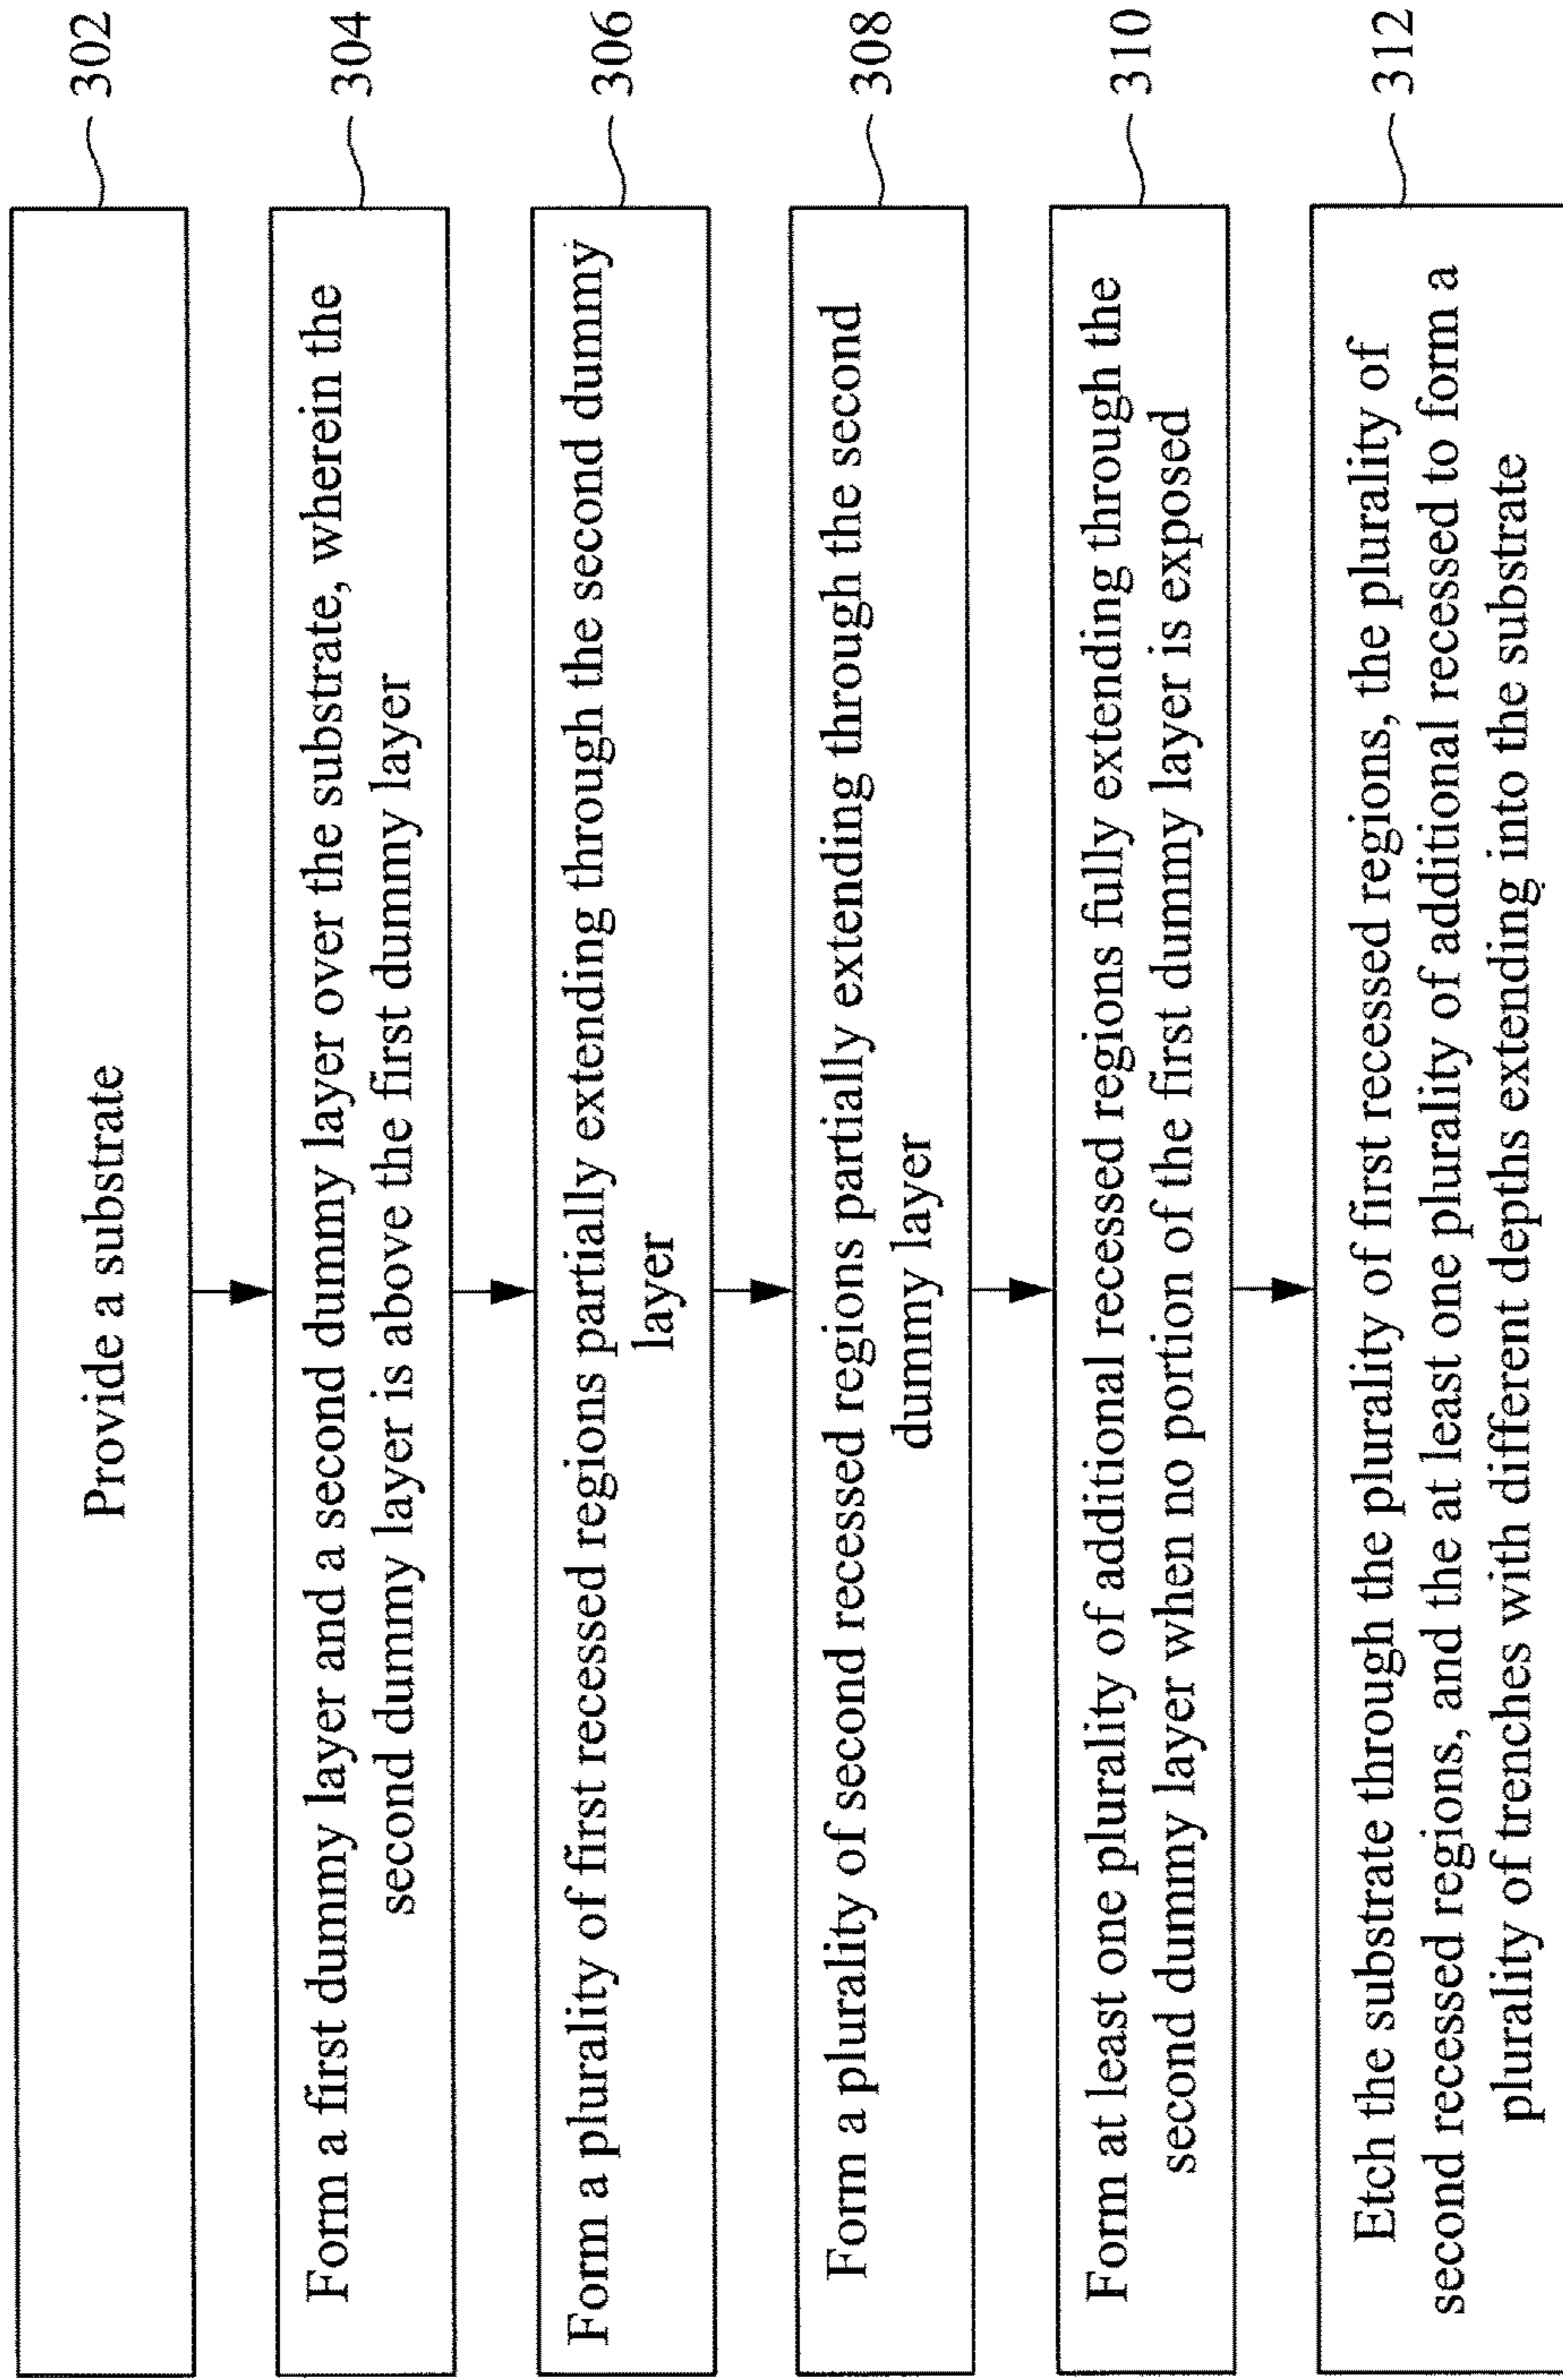 Provide a substrate
302
Form a first dummy layer and a second dummy layer over the substrate, wherein the
second dummy layer is above the first dummy layer
304
Form a plurality of first recessed regions partially extending through the second dummy
layer
306
Form a plurality of second recessed regions partially extending through the second
dummy layer
308
Form at least one plurality of additional recessed regions fully extending through the
second dummy layer when no portion of the first dummy layer is exposed
310
Etch the substrate through the plurality of first recessed regions, the plurality of
second recessed regions, and the at least one plurality of additional recessed to form a
plurality of trenches with different depths extending into the substrate
312